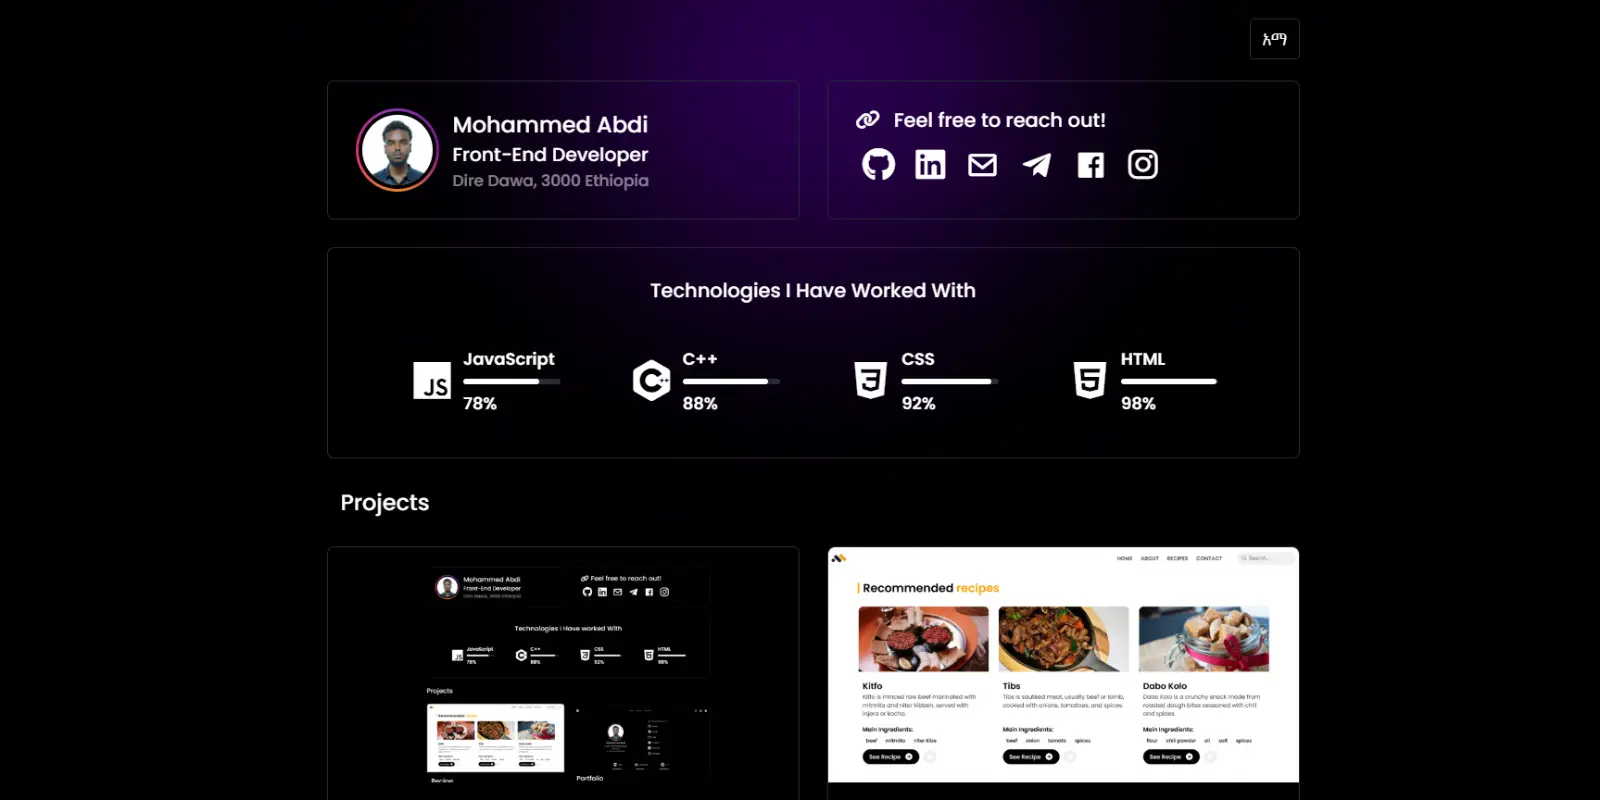 አማ
Mohammed Abdi
Front-End Developer
Dire Dawa, 3000 Ethiopia
Feel free to reach out!
Technologies I Have Worked With
JS
JavaScript
78%
C++
C++
88%
3
CSS
92%
5
HTML
98%
Projects
Mohammed Abdi
Front-End Developer
Dire Dawa, 3000 Ethiopia
Feel free to reach out!
Technologies I Have worked With
JS
JavaScript
78%
C++
88%
CSS
92%
HTML
98%
Projects
Recommended recipes
Recipe
Portfolio
HOME ABOUT RECIPES CONTACT
Search...
Recommended recipes
Kitfo
Kitfo is minced raw beef marinated with
mitmita and niter kibbeh, served with
injera or kocho.
Main Ingredients:
beef mitmita niter kibe
See Recipe
Tibs
Tibs is sautéed meat, usually beef or lamb,
cooked with onions, tomatoes, and spices.
Main Ingredients:
beef onion tomato spices
See Recipe
Dabo Kolo
Dabo Kolo is a crunchy snack made from
roasted dough bites seasoned with chili
and spices.
Main Ingredients:
flour chili powder oil salt spices
See Recipe